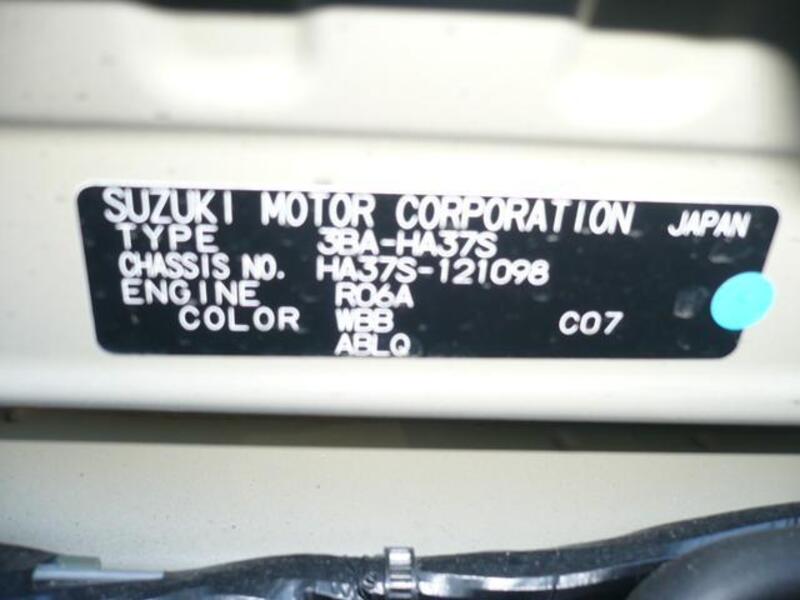 SUZUKI MOTOR CORPORATION JAPAN
TYPE 3BA-HA37S
CHASSIS NO. HA37S-121098
ENGINE R06A
COLOR WBB C07
ABLQ